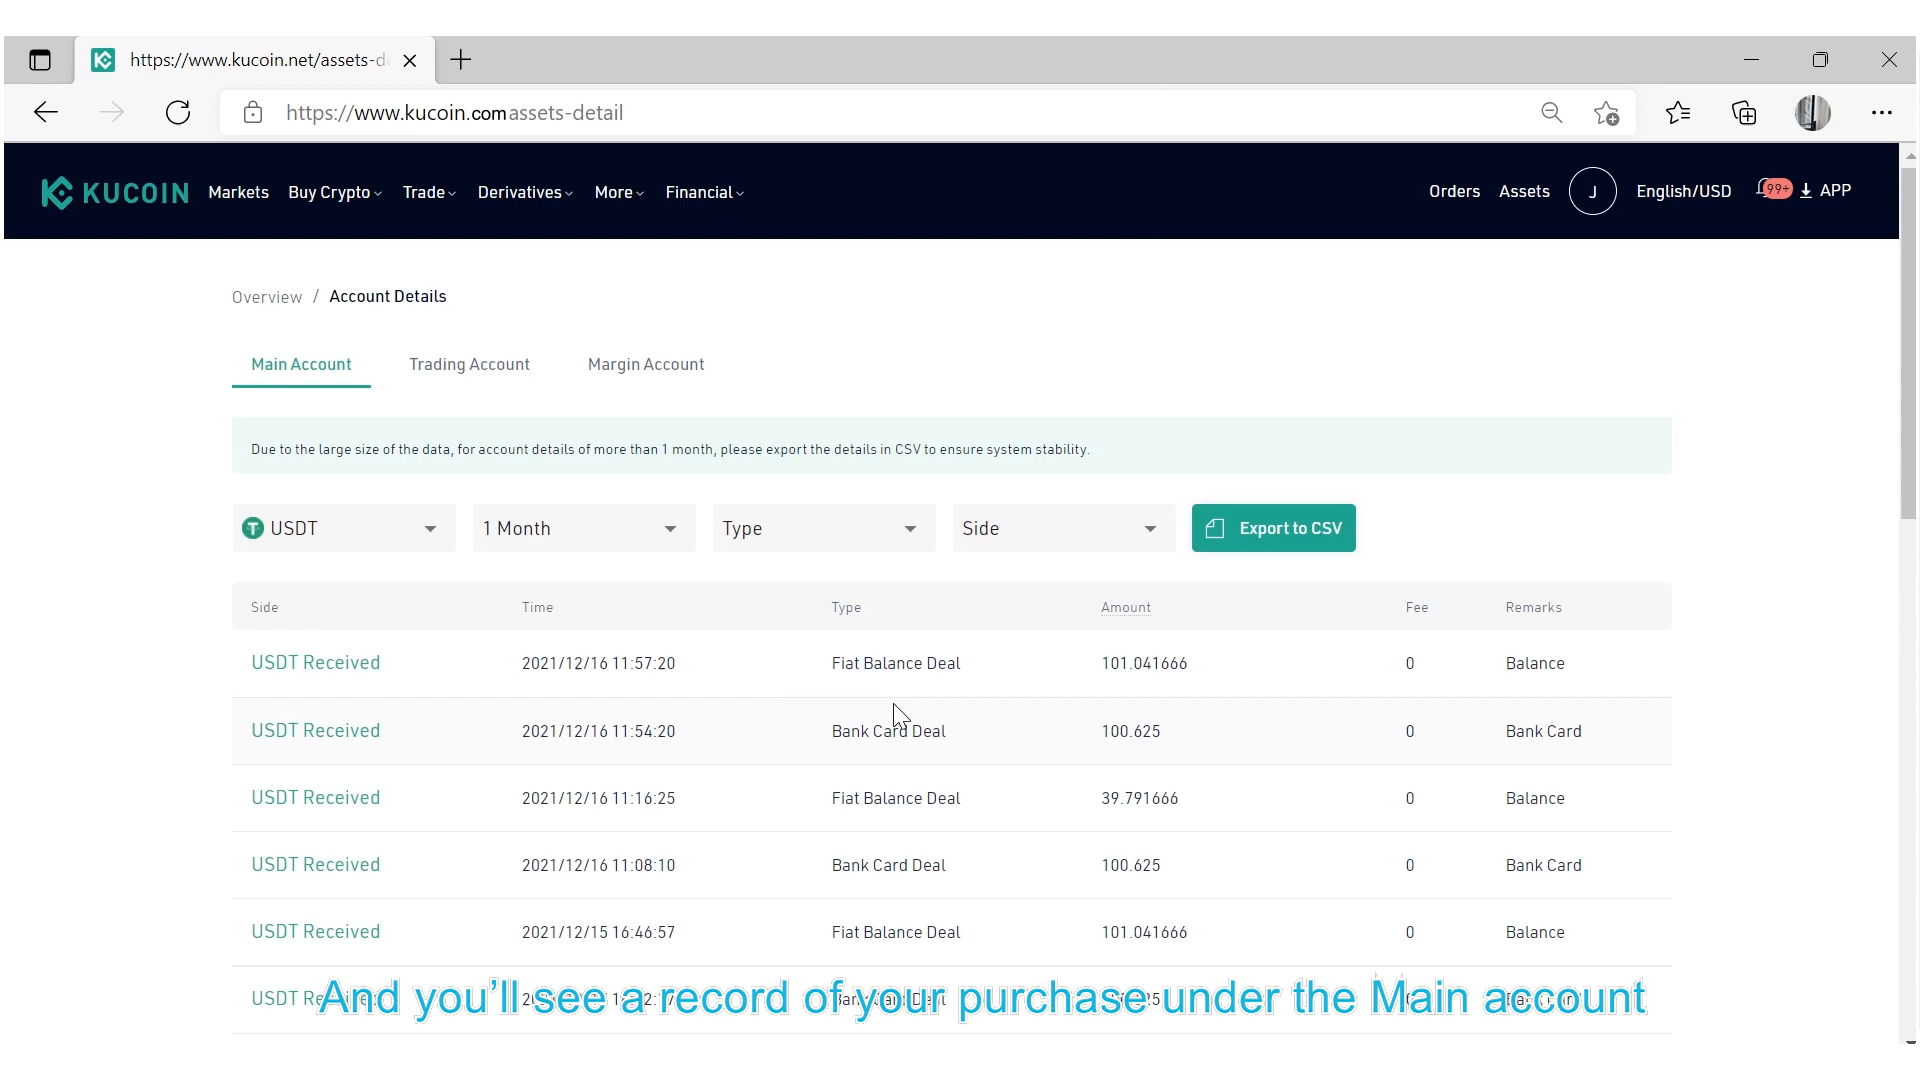 https://www.kucoin.net/assets-d
https://www.kucoin.comassets-detail
KUCOIN Markets Buy Crypto Trade Derivatives More Financial Orders Assets J English/USD 99+ APP
Overview / Account Details
Main Account Trading Account Margin Account
Due to the large size of the data, for account details of more than 1 month, please export the details in CSV to ensure system stability.
USDT 1 Month Type Side Export to CSV
Side Time Type Amount Fee Remarks
USDT Received 2021/12/16 11:57:20 Fiat Balance Deal 101.041666 0 Balance
USDT Received 2021/12/16 11:54:20 Bank Card Deal 100.625 0 Bank Card
USDT Received 2021/12/16 11:16:25 Fiat Balance Deal 39.791666 0 Balance
USDT Received 2021/12/16 11:08:10 Bank Card Deal 100.625 0 Bank Card
USDT Received 2021/12/15 16:46:57 Fiat Balance Deal 101.041666 0 Balance
USDT
And you'll see a record of your purchase under the Main account